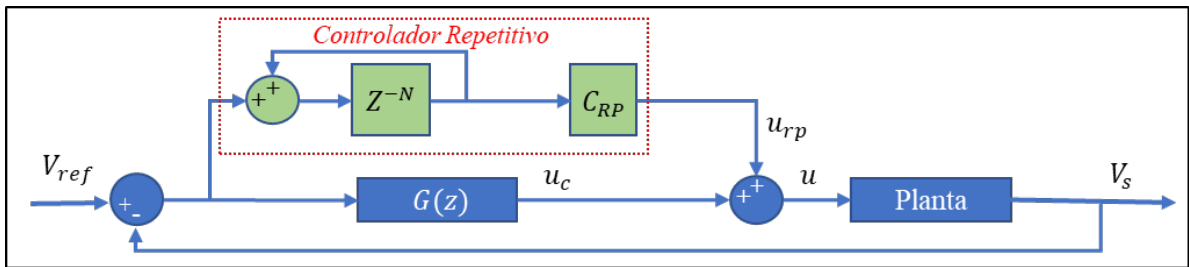 Controlador Repetitivo
+ +
Z^{-N}
C_{RP}
u_{rp}
V_{ref}
+ -
G(z)
u_c
+ +
u
Planta
V_s